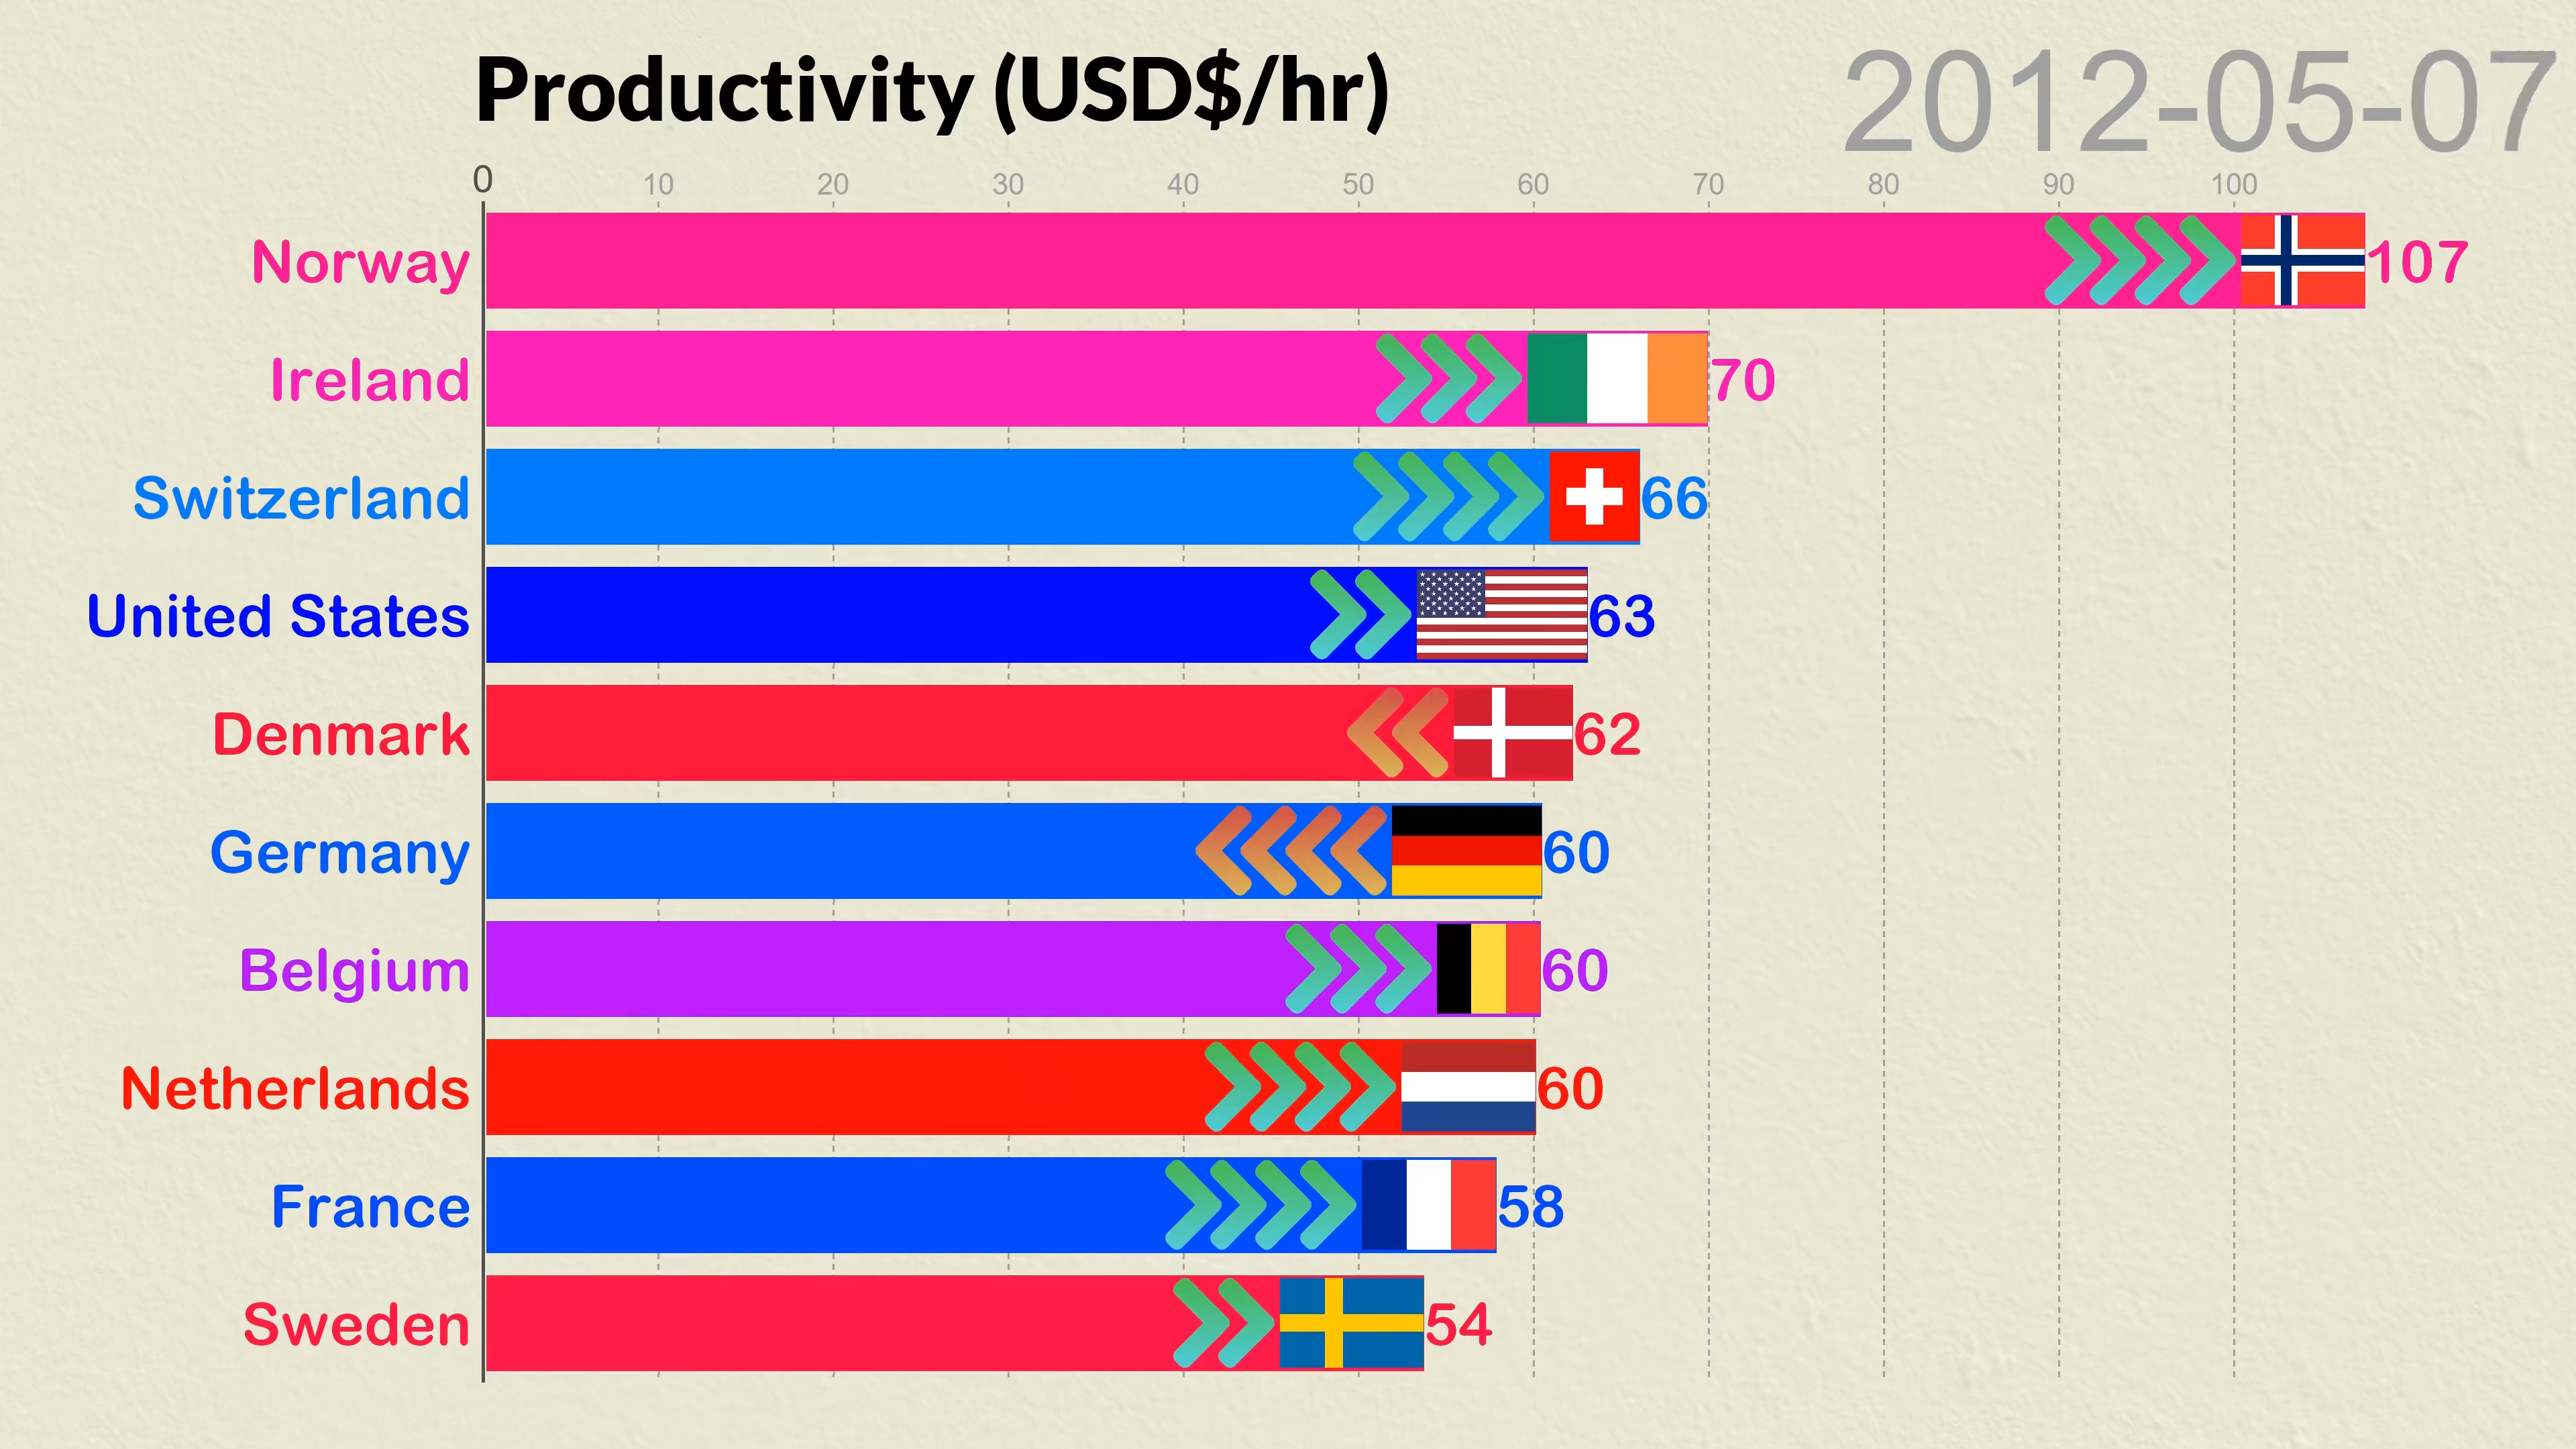 Productivity (USD$/hr)
2012-05-07
0 10 20 30 40 50 60 70 80 90 100
Norway 107
Ireland 70
Switzerland 66
United States 63
Denmark 62
Germany 60
Belgium 60
Netherlands 60
France 58
Sweden 54